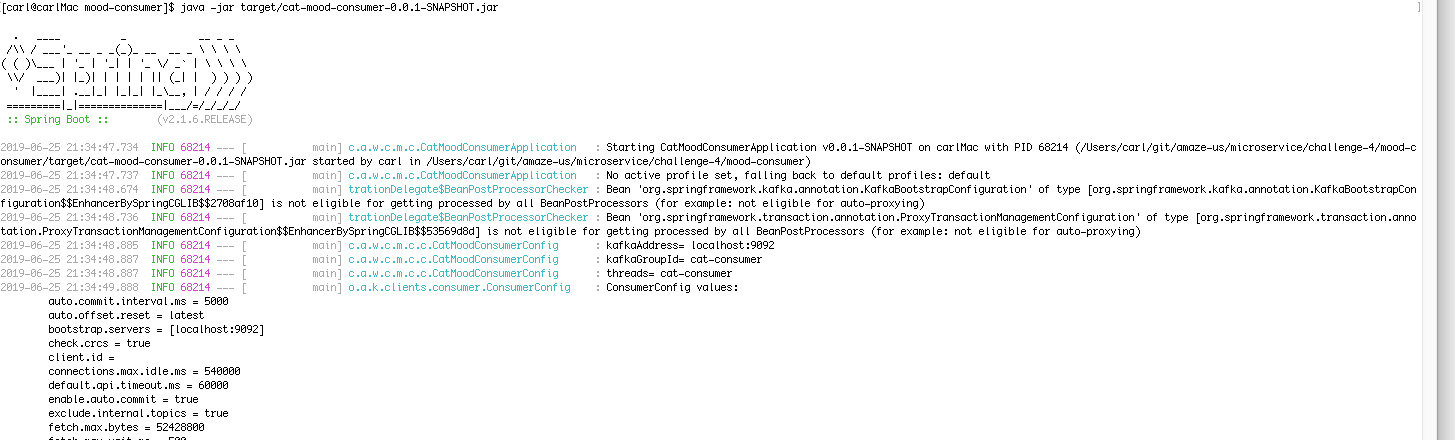 [carl@carlMac mood-consumer]$ java -jar target/cat-mood-consumer-0.0.1-SNAPSHOT.jar ]
  .   ____          _            __ _ _
 /\\ / ___'_ __ _ _(_)_ __  __ _ \ \ \ \
( ( )\___ | '_ | '_| | '_ \/ _` | \ \ \ \
 \\/  ___)| |_)| | | | | || (_| |  ) ) ) )
  '  |____| .__|_| |_|_| |_\__, | / / / /
 =========|_|==============|___/=/_/_/_/
 :: Spring Boot ::        (v2.1.6.RELEASE)
2019-06-25 21:34:47.734  INFO 68214 --- [           main] c.a.w.c.m.c.CatMoodConsumerApplication   : Starting CatMoodConsumerApplication v0.0.1-SNAPSHOT on carlMac with PID 68214 (/Users/carl/git/amaze-us/microservice/challenge-4/mood-c
onsumer/target/cat-mood-consumer-0.0.1-SNAPSHOT.jar started by carl in /Users/carl/git/amaze-us/microservice/challenge-4/mood-consumer)
2019-06-25 21:34:47.737  INFO 68214 --- [           main] c.a.w.c.m.c.CatMoodConsumerApplication   : No active profile set, falling back to default profiles: default
2019-06-25 21:34:48.674  INFO 68214 --- [           main] trationDelegate$BeanPostProcessorChecker : Bean 'org.springframework.kafka.annotation.KafkaBootstrapConfiguration' of type [org.springframework.kafka.annotation.KafkaBootstrapCon
figuration$$EnhancerBySpringCGLIB$$2708af10] is not eligible for getting processed by all BeanPostProcessors (for example: not eligible for auto-proxying)
2019-06-25 21:34:48.736  INFO 68214 --- [           main] trationDelegate$BeanPostProcessorChecker : Bean 'org.springframework.transaction.annotation.ProxyTransactionManagementConfiguration' of type [org.springframework.transaction.anno
tation.ProxyTransactionManagementConfiguration$$EnhancerBySpringCGLIB$$53569d8d] is not eligible for getting processed by all BeanPostProcessors (for example: not eligible for auto-proxying)
2019-06-25 21:34:48.885  INFO 68214 --- [           main] c.a.w.c.m.c.c.CatMoodConsumerConfig      : kafkaAddress= localhost:9092
2019-06-25 21:34:48.887  INFO 68214 --- [           main] c.a.w.c.m.c.c.CatMoodConsumerConfig      : kafkaGroupId= cat-consumer
2019-06-25 21:34:48.887  INFO 68214 --- [           main] c.a.w.c.m.c.c.CatMoodConsumerConfig      : threads= cat-consumer
2019-06-25 21:34:49.888  INFO 68214 --- [           main] o.a.k.clients.consumer.ConsumerConfig    : ConsumerConfig values:
	auto.commit.interval.ms = 5000
	auto.offset.reset = latest
	bootstrap.servers = [localhost:9092]
	check.crcs = true
	client.id =
	connections.max.idle.ms = 540000
	default.api.timeout.ms = 60000
	enable.auto.commit = true
	exclude.internal.topics = true
	fetch.max.bytes = 52428800